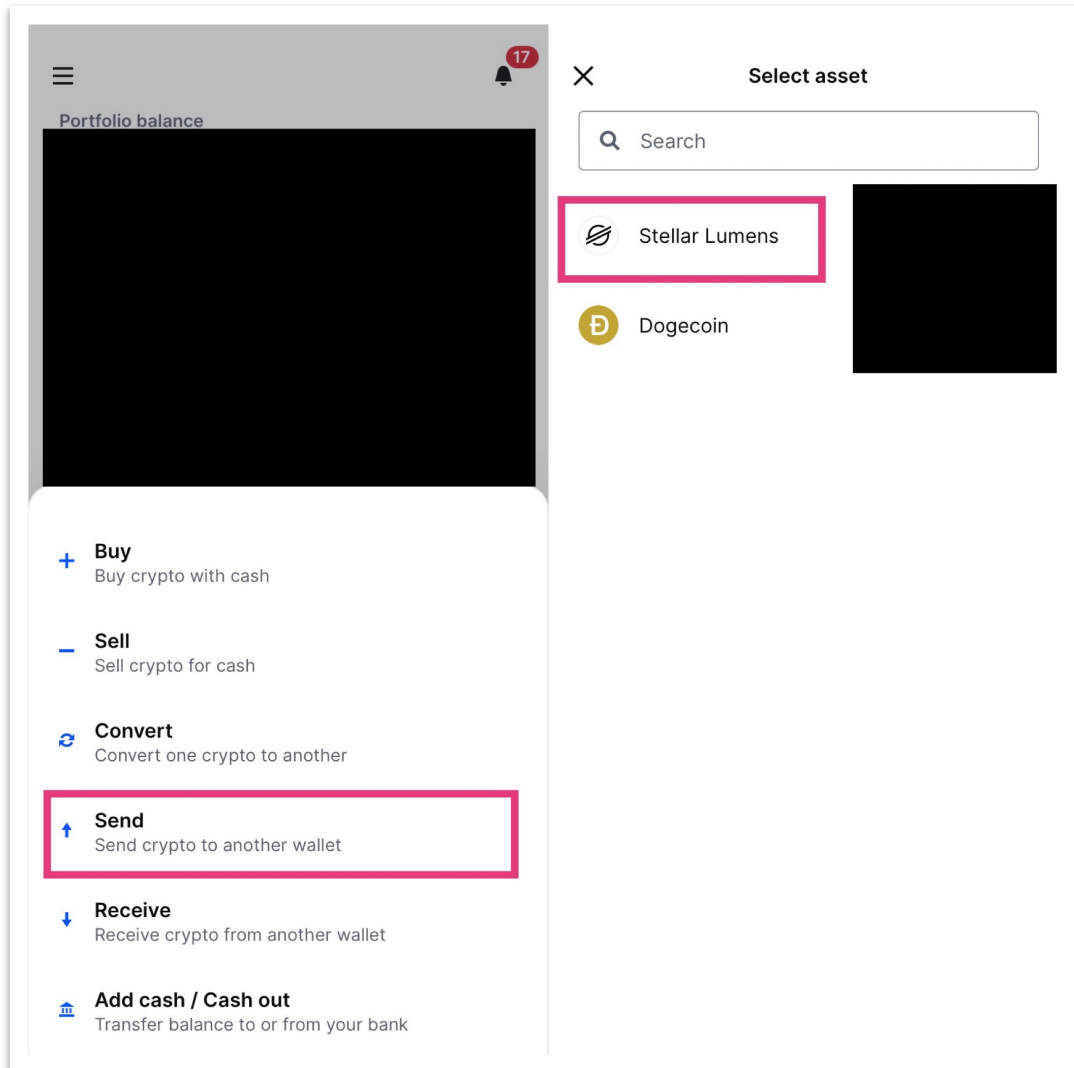 17
Portfolio balance
Buy
Buy crypto with cash
Sell
Sell crypto for cash
Convert
Convert one crypto to another
Send
Send crypto to another wallet
Receive
Receive crypto from another wallet
Add cash / Cash out
Transfer balance to or from your bank
Select asset
Search
Stellar Lumens
Dogecoin